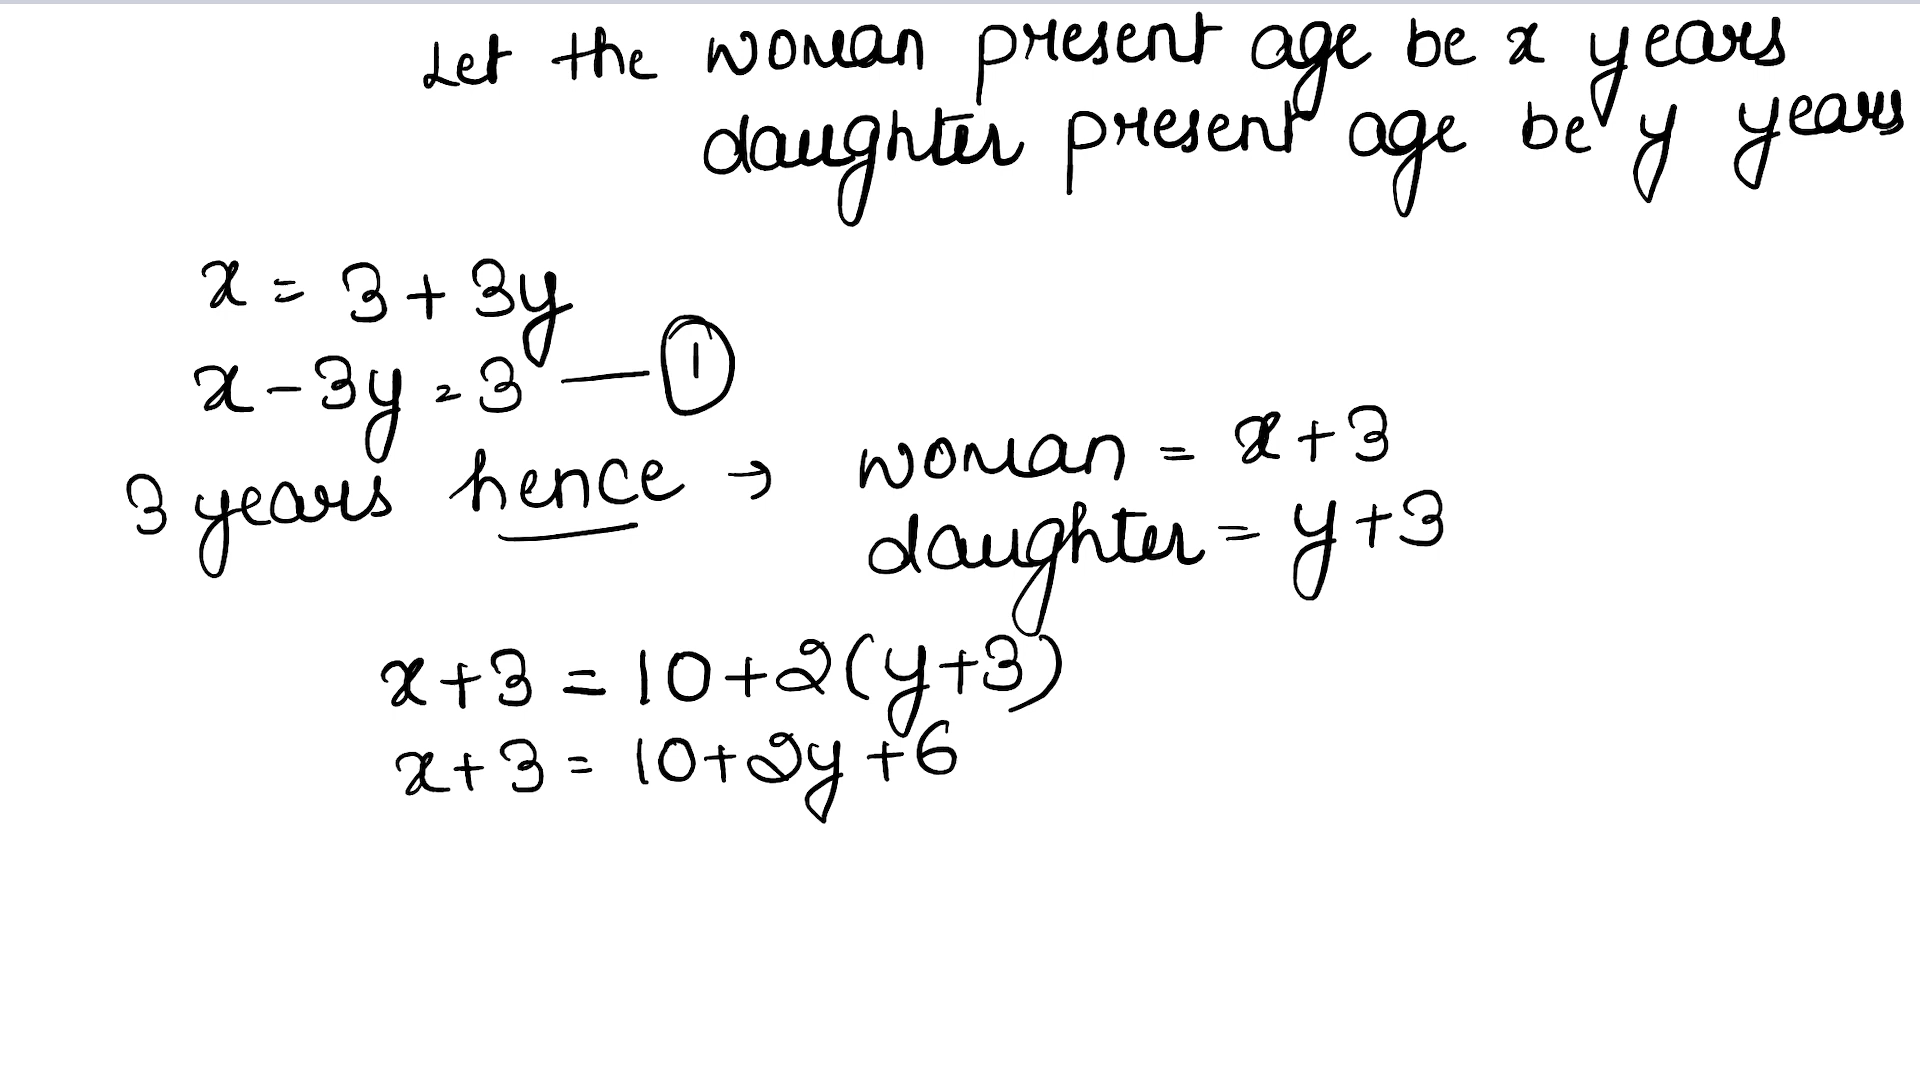 Let the woman present age be x years
daughter present age be y years
x = 3 + 3y
x - 3y = 3 — ①
3 years hence → woman = x + 3
daughter = y + 3
x + 3 = 10 + 2(y + 3)
x + 3 = 10 + 2y + 6